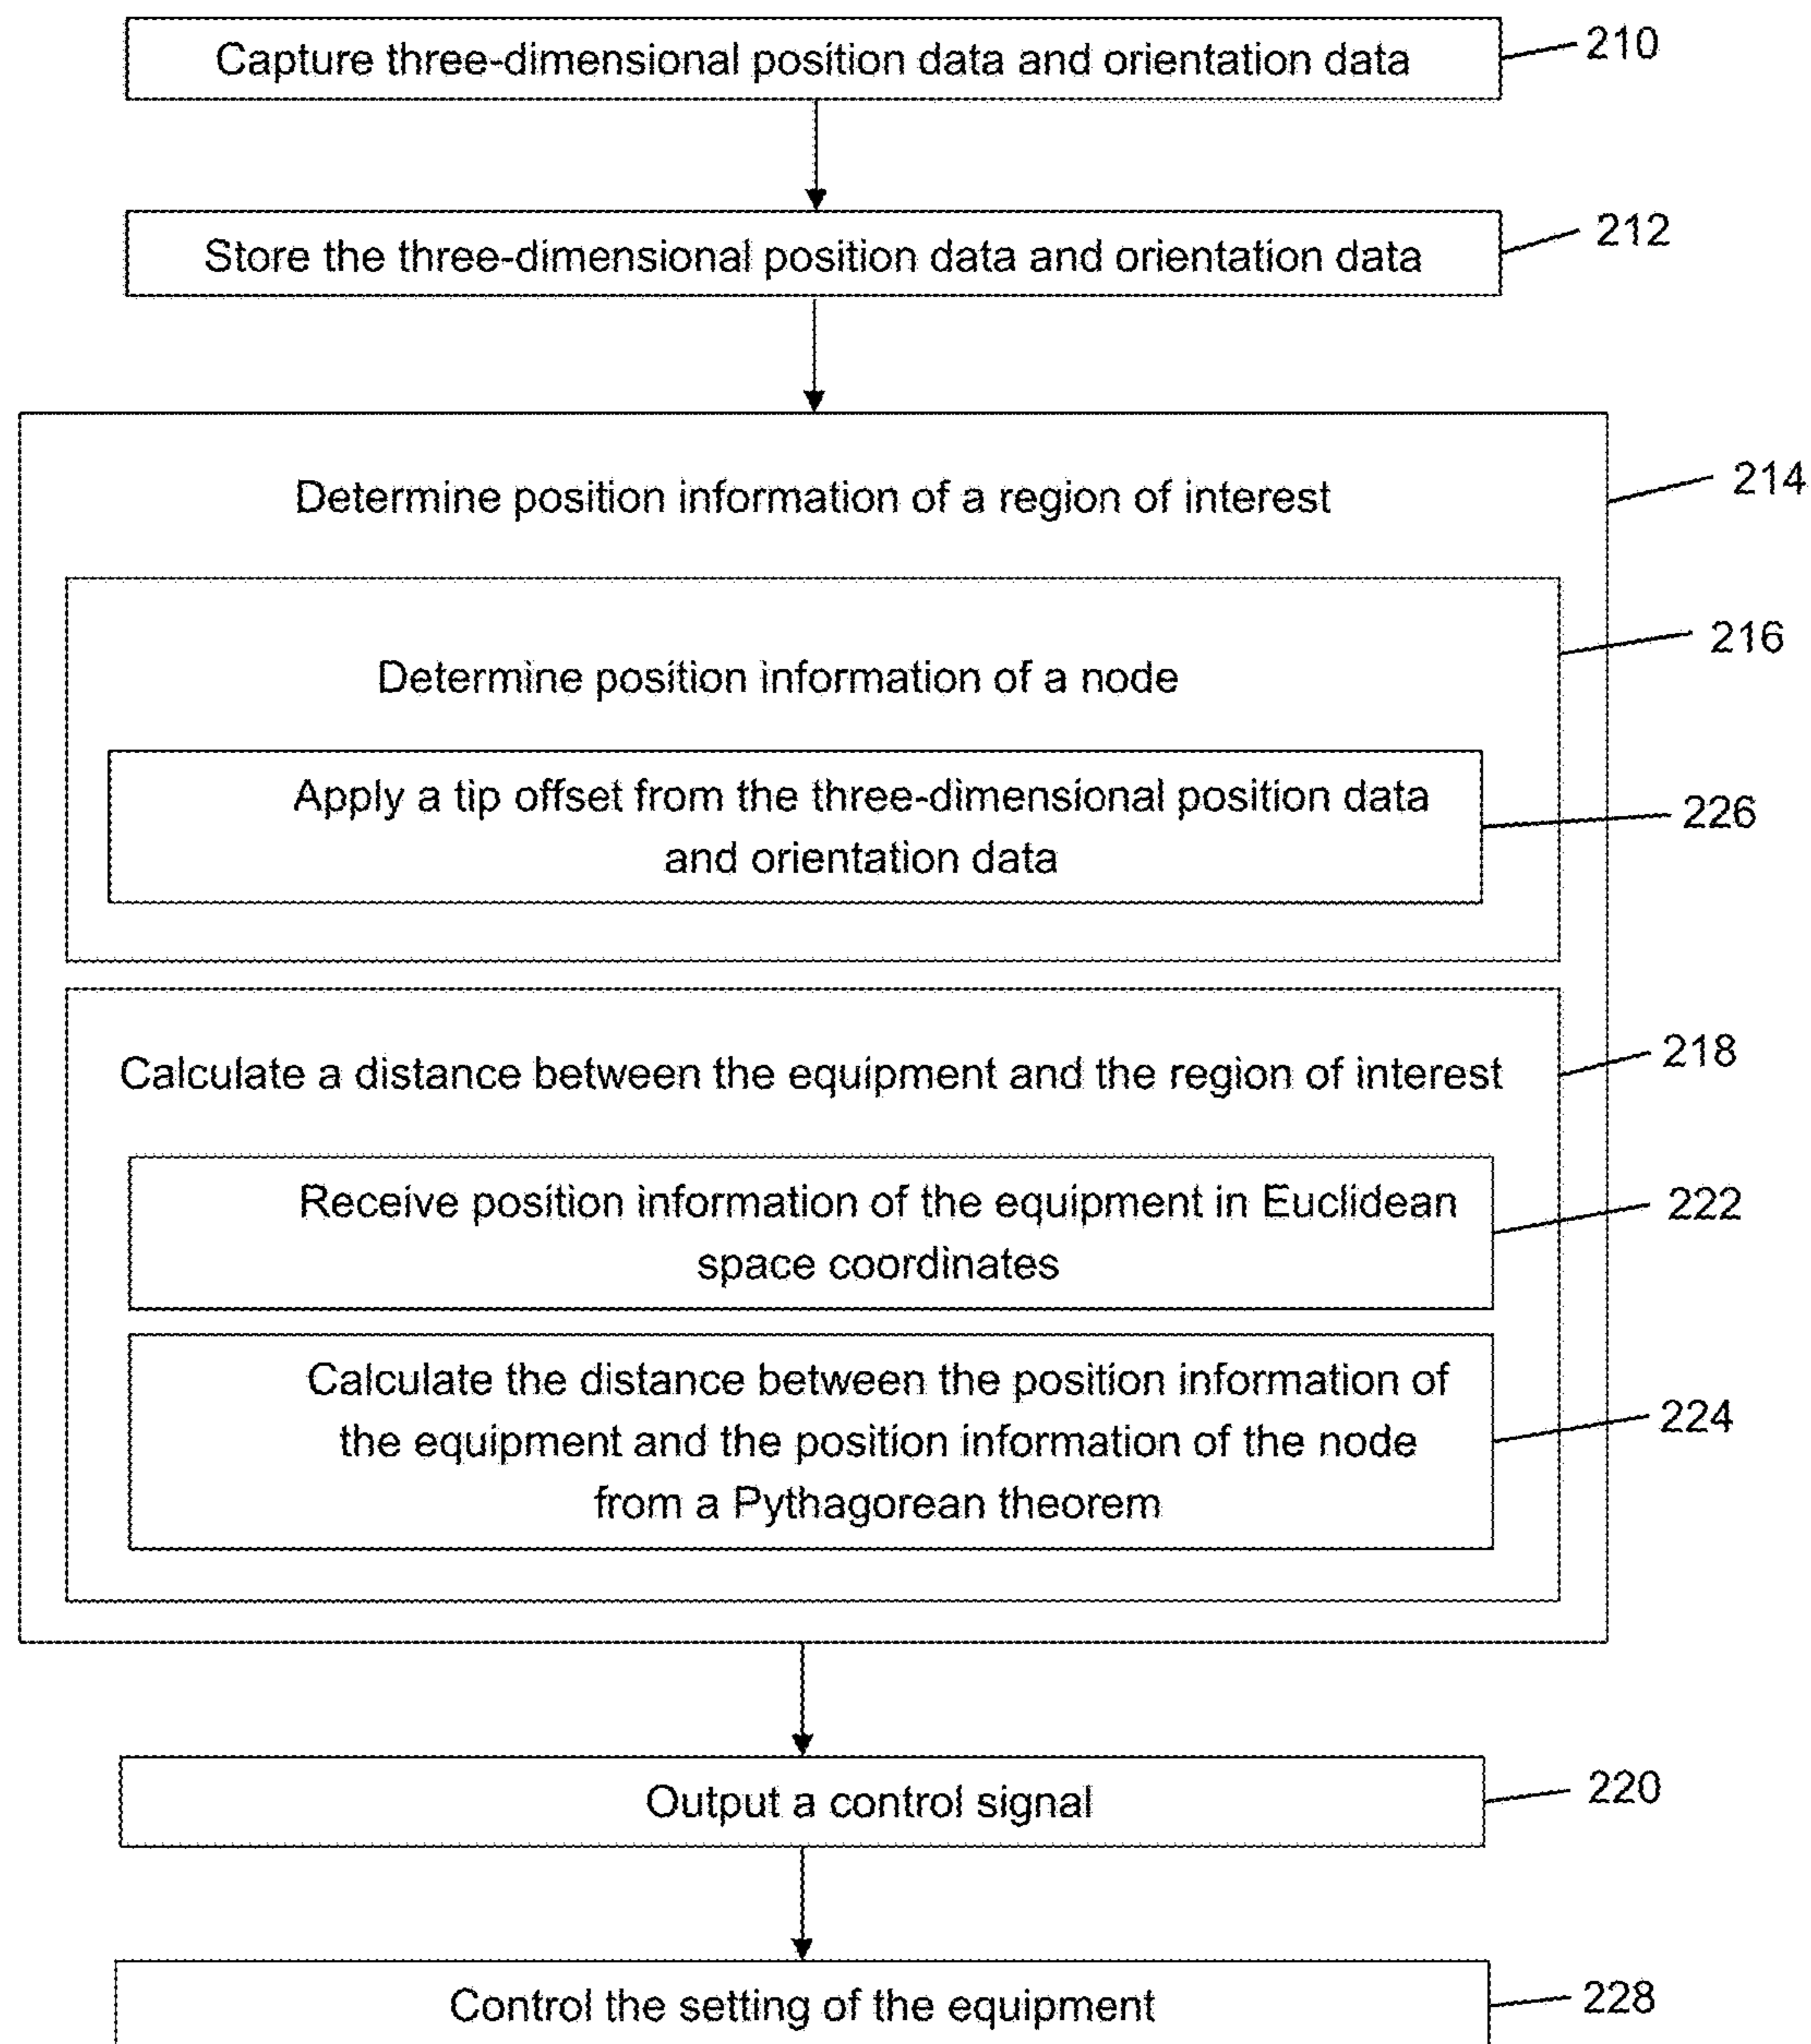 Capture three-dimensional position data and orientation data
210
Store the three-dimensional position data and orientation data
212
Determine position information of a region of interest
214
Determine position information of a node
216
Apply a tip offset from the three-dimensional position data
and orientation data
226
Calculate a distance between the equipment and the region of interest
218
Receive position information of the equipment in Euclidean
space coordinates
222
Calculate the distance between the position information of
the equipment and the position information of the node
from a Pythagorean theorem
224
Output a control signal
220
Control the setting of the equipment
228